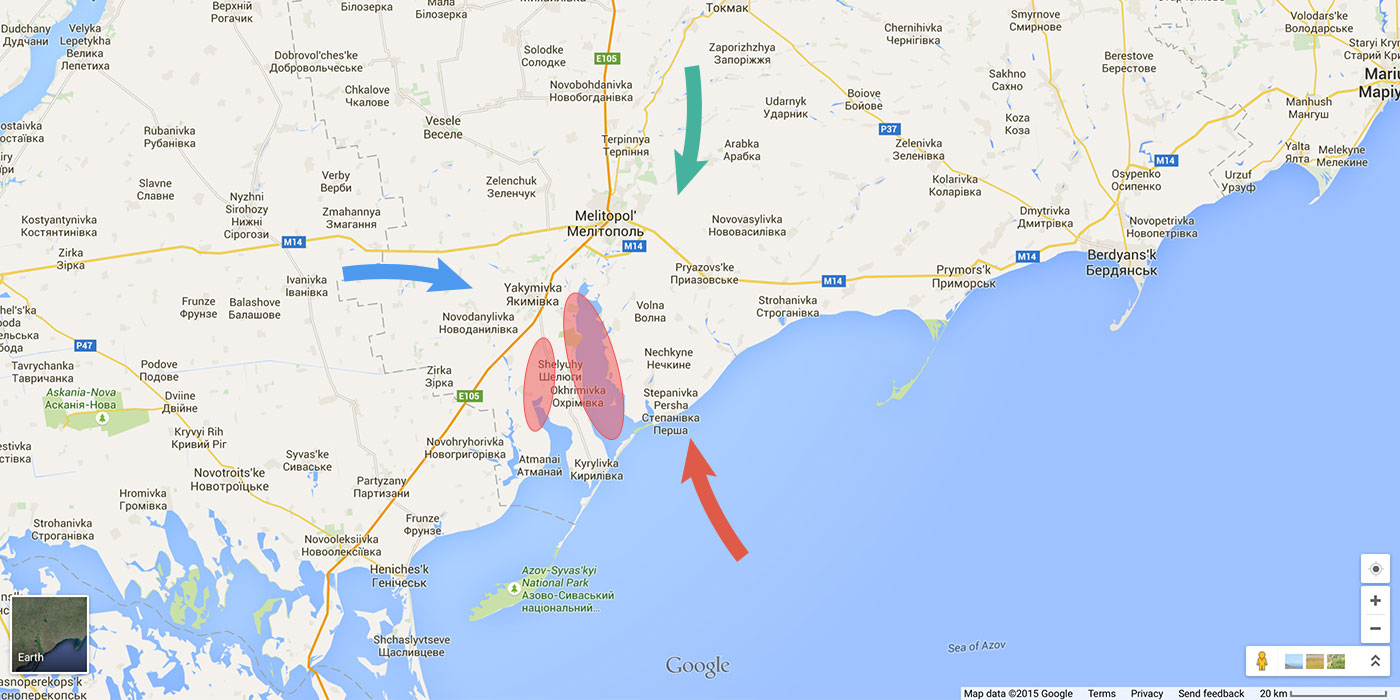 Верхній
Рогачик
Білозерка
Мала
Білозерка
Токмак
Dudchany
Дудчани
Velyka
Lepetykha
Велика
Лепетиха
Dobrovol'ches'ke
Добровольчеське
Solodke
Солодке
E105
Zaporizhzhya
Запоріжжя
Chernihivka
Чернігівка
Smyrnove
Смирнове
Volodars'ke
Володарське
Berestove
Берестове
Staryi Kry
Старий Кри
Mariu
Маріу
Chkalove
Чкалове
Novobohdanivka
Новобогданівка
Udarnyk
Ударник
Boiove
Бойове
Sakhno
Сахно
Manhush
Мангуш
ostaivka
остаївка
Rubanivka
Рубанівка
Vesele
Веселе
Terpinnya
Терпіння
Arabka
Арабка
P37
Zelenivka
Зеленівка
Koza
Коза
M14
Yalta
Ялта
Melekyne
Мелекине
iry
їри
Slavne
Славне
Verby
Верби
Zelenchuk
Зеленчук
Kolarivka
Коларівка
Osypenko
Осипенко
Urzuf
Урзуф
Nyzhni
Sirohozy
Нижні
Сірогози
Zmahannya
Змагання
Melitopol'
Мелітополь
M14
Novovasylivka
Нововасилівка
Dmytrivka
Дмитрівка
Novopetrivka
Новопетрівка
Kostyantynivka
Костянтинівка
M14
Zirka
Зірка
Ivanivka
Іванівка
Yakymivka
Якимівка
Pryazovs'ke
Приазовське
M14
Prymors'k
Приморськ
M14
Berdyans'k
Бердянськ
Frunze
Фрунзе
Balashove
Балашове
Novodanylivka
Новоданилівка
Volna
Волна
Strohanivka
Строганівка
hel's'ka
boda
ельська
бода
P47
Tavrychanka
Тавричанка
Podove
Подове
Zirka
Зірка
E105
Shelyuhy
Шелюги
Okhrimivka
Охрімівка
Nechkyne
Нечкине
Stepanivka
Persha
Степанівка
Перша
Askania-Nova
Асканія-Нова
Dviine
Двійне
Kryvyi Rih
Кривий Ріг
estivka
стівка
Novotroits'ke
Новотроїцьке
Syvas'ke
Сиваське
Novohryhorivka
Новогригорівка
Atmanai
Атманай
Kyrylivka
Кирилівка
Hromivka
Громівка
Partyzany
Партизани
Strohanivka
Строганівка
Frunze
Фрунзе
Novooleksiivka
Новоолексіївка
Heniches'k
Генічеськ
Azov-Syvas'kyi
National Park
Азово-Сиваський
національний...
Shchaslyvtseve
Щасливцеве
Earth
Google
Sea of Azov
Map data ©2015 Google
Terms
Privacy
Send feedback
20 km